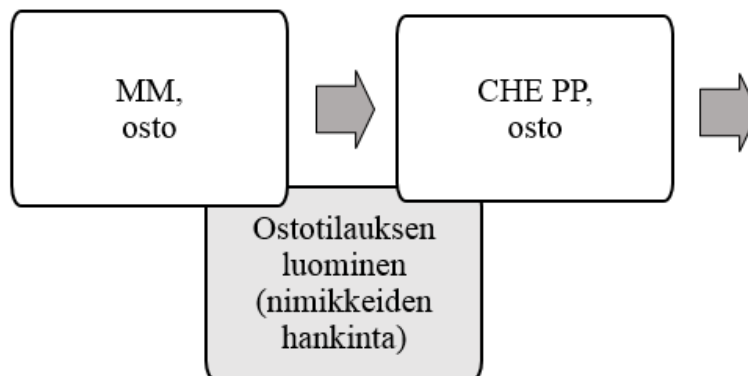 MM,
osto
CHE PP,
osto
Ostotilauksen
luominen
(nimikkeiden
hankinta)